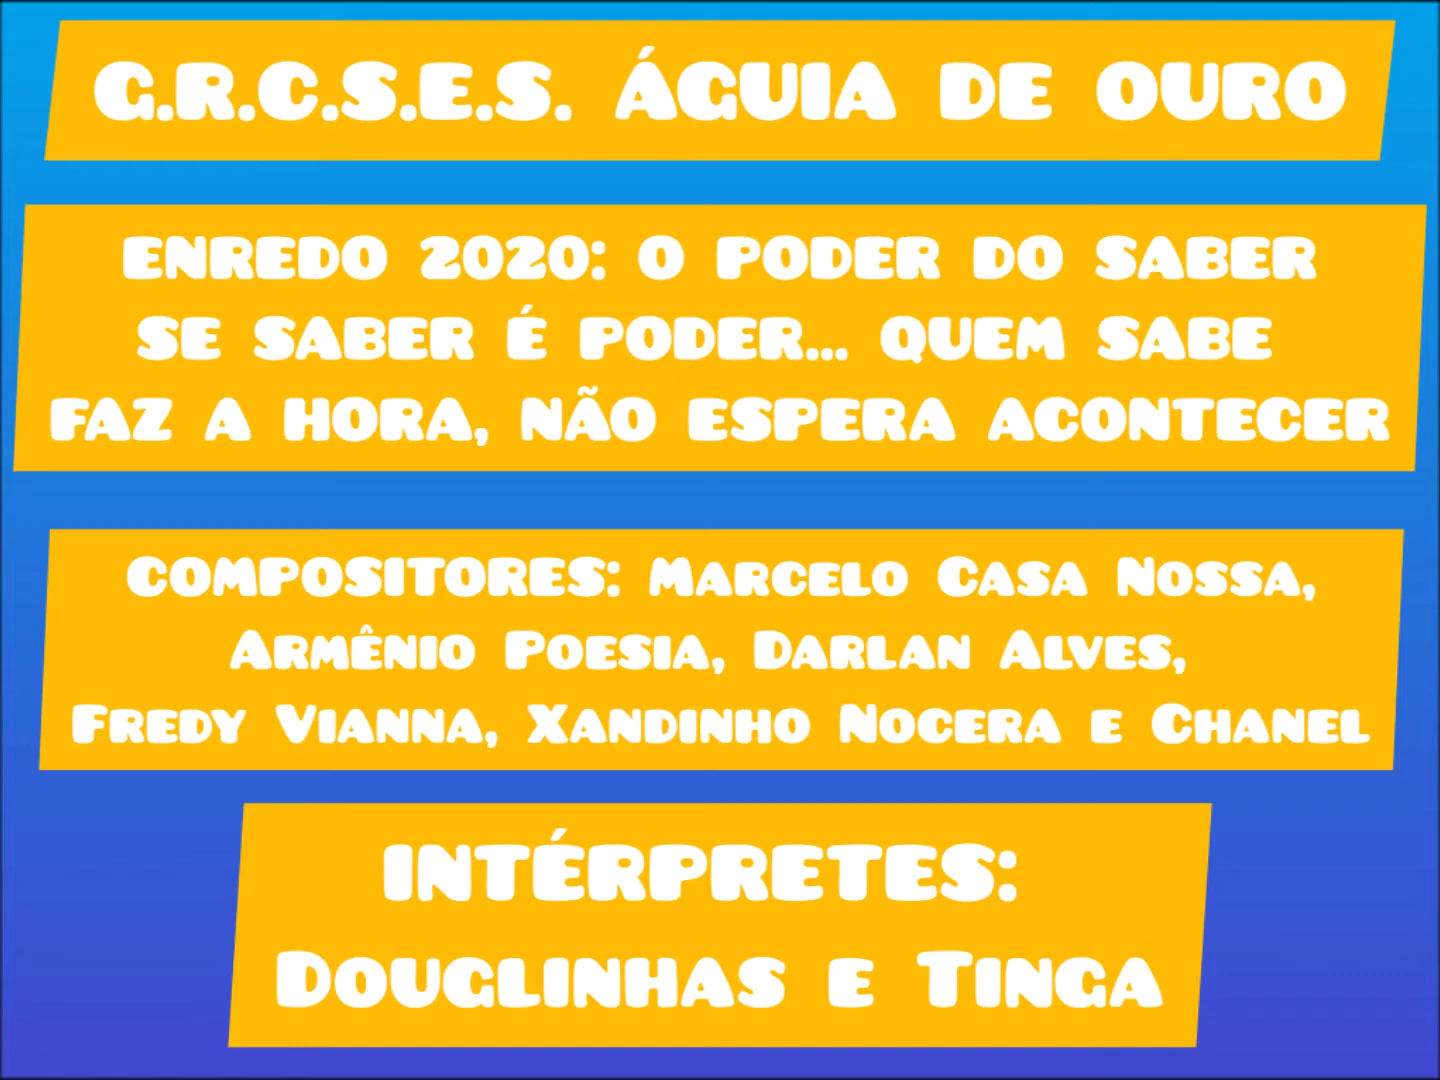 G.R.C.S.E.S. ÁGUIA DE OURO
ENREDO 2020: O PODER DO SABER
SE SABER É PODER... QUEM SABE
FAZ A HORA, NÃO ESPERA ACONTECER
COMPOSITORES: Marcelo Casa Nossa,
Armênio Poesia, Darlan Alves,
Fredy Vianna, Xandinho Nocera e Chanel
INTÉRPRETES:
Douglinhas e Tinga